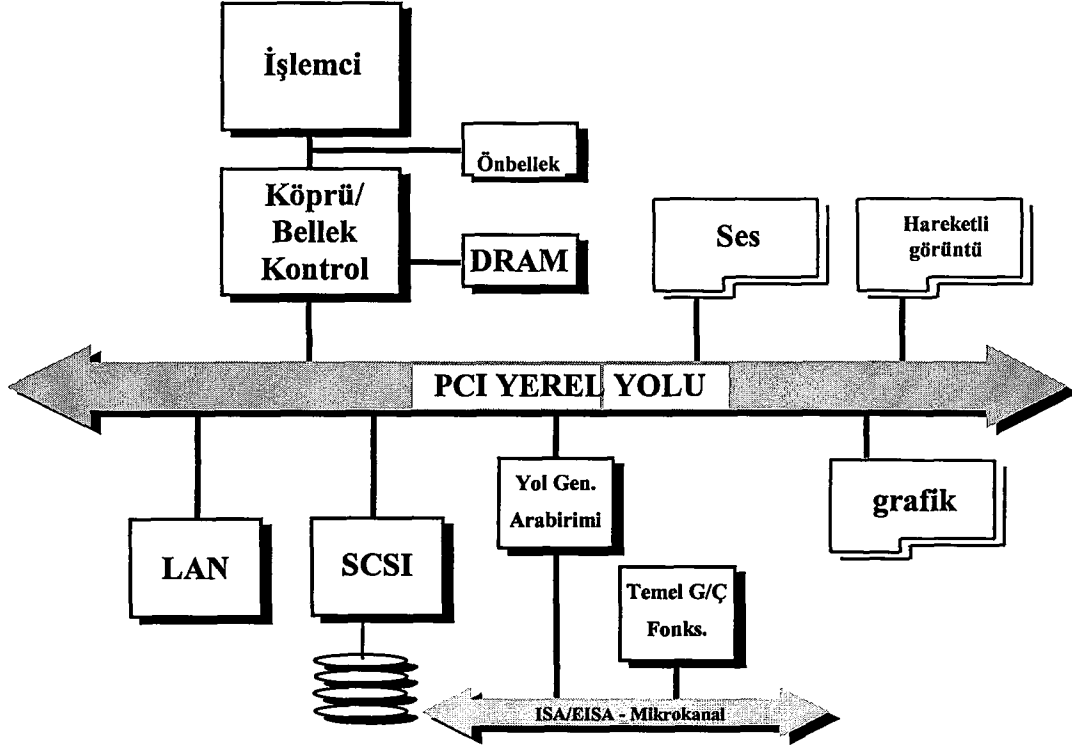 İşlemci
Önbellek
Köprü/
Bellek
Kontrol
DRAM
Ses
Hareketli
görüntü
PCI YEREL YOLU
Yol Gen.
Arabirimi
grafik
LAN
SCSI
Temel G/Ç
Fonks.
ISA/EISA - Mikrokanal